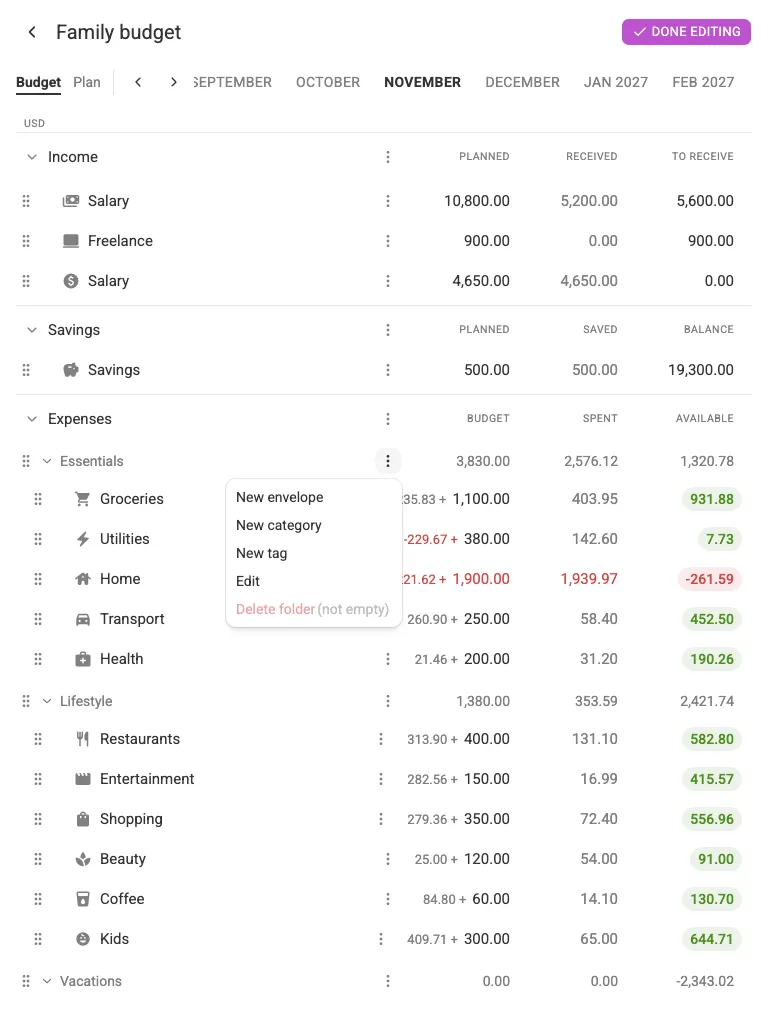 Family budget
DONE EDITING
Budget Plan SEPTEMBER OCTOBER NOVEMBER DECEMBER JAN 2027 FEB 2027
USD
Income PLANNED RECEIVED TO RECEIVE
Salary 10,800.00 5,200.00 5,600.00
Freelance 900.00 0.00 900.00
Salary 4,650.00 4,650.00 0.00
Savings PLANNED SAVED BALANCE
Savings 500.00 500.00 19,300.00
Expenses BUDGET SPENT AVAILABLE
Essentials 3,830.00 2,576.12 1,320.78
New envelope
New category
New tag
Edit
Delete folder (not empty)
Groceries 35.83 + 1,100.00 403.95 931.88
Utilities -229.67 + 380.00 142.60 7.73
Home 21.62 + 1,900.00 1,939.97 -261.59
Transport 260.90 + 250.00 58.40 452.50
Health 21.46 + 200.00 31.20 190.26
Lifestyle 1,380.00 353.59 2,421.74
Restaurants 313.90 + 400.00 131.10 582.80
Entertainment 282.56 + 150.00 16.99 415.57
Shopping 279.36 + 350.00 72.40 556.96
Beauty 25.00 + 120.00 54.00 91.00
Coffee 84.80 + 60.00 14.10 130.70
Kids 409.71 + 300.00 65.00 644.71
Vacations 0.00 0.00 -2,343.02